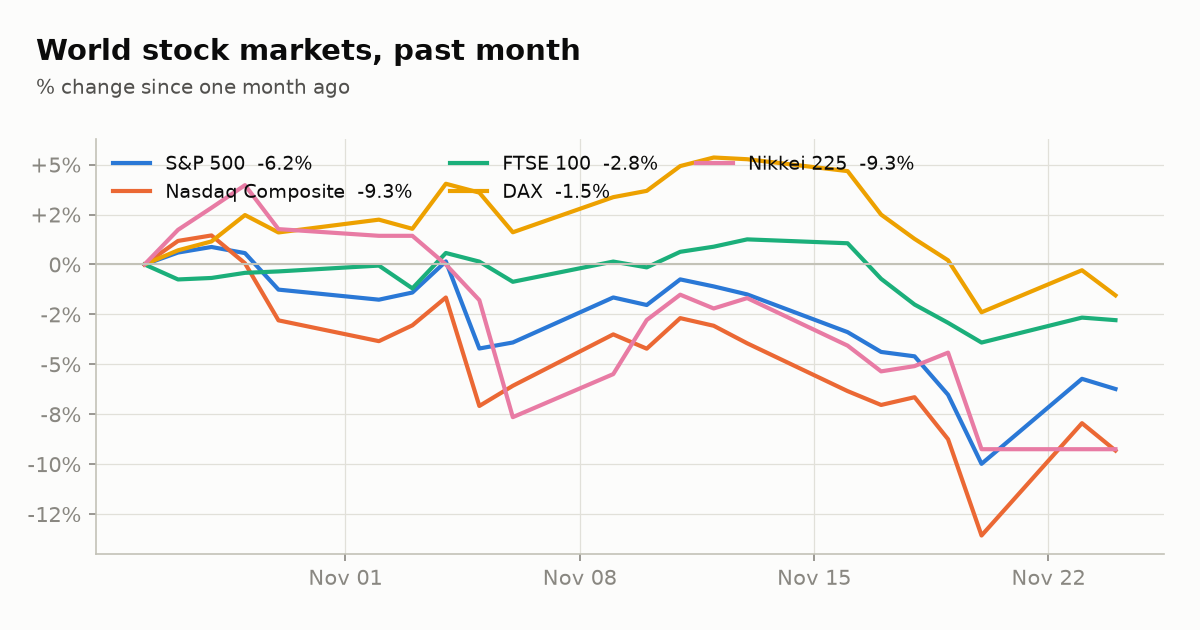 World stock markets, past month
% change since one month ago
S&P 500 -6.2%
FTSE 100 -2.8%
Nikkei 225 -9.3%
Nasdaq Composite -9.3%
DAX -1.5%
+5%
+2%
0%
-2%
-5%
-8%
-10%
-12%
Nov 01
Nov 08
Nov 15
Nov 22